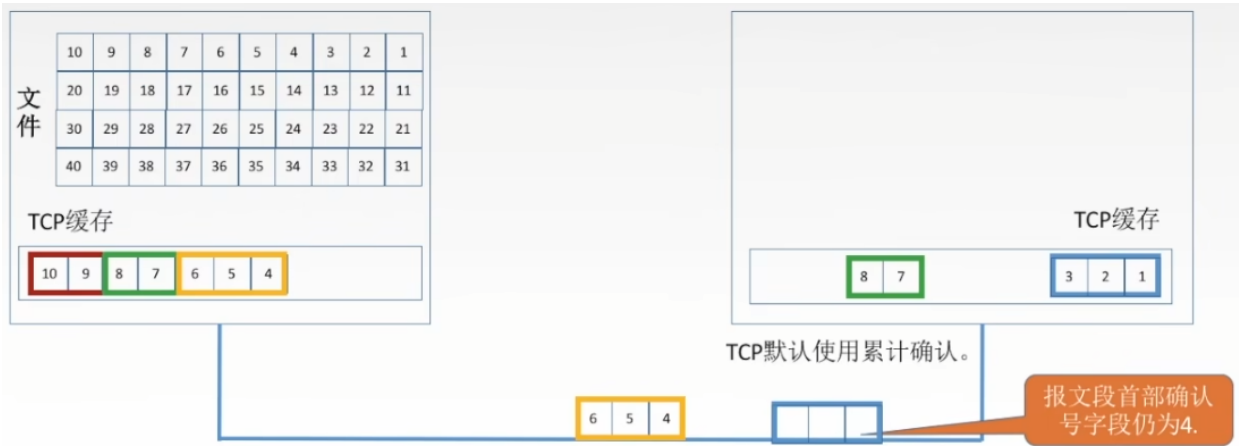 文件
10 9 8 7 6 5 4 3 2 1
20 19 18 17 16 15 14 13 12 11
30 29 28 27 26 25 24 23 22 21
40 39 38 37 36 35 34 33 32 31
TCP缓存
10 9 8 7 6 5 4
TCP缓存
8 7 3 2 1
TCP默认使用累计确认。
6 5 4
报文段首部确认
号字段仍为4.